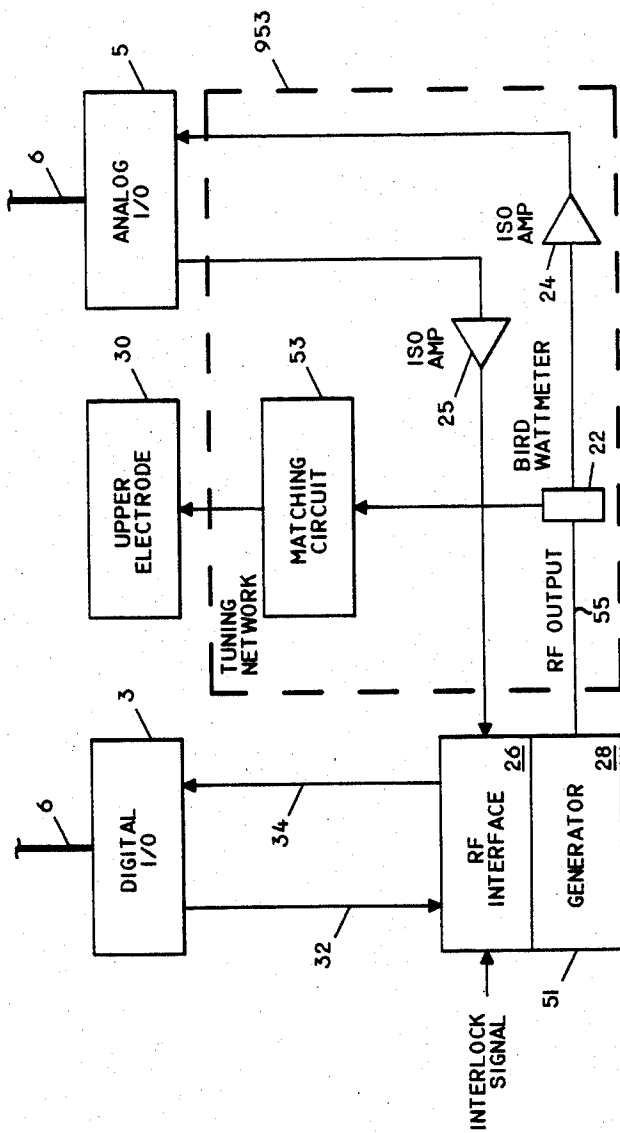 6
6
3
30
5
953
DIGITAL
I/O
UPPER
ELECTRODE
ANALOG
I/O
34
32
TUNING
NETWORK
53
MATCHING
CIRCUIT
ISO
AMP
25
ISO
AMP
24
BIRD
WATTMETER
22
RF OUTPUT
55
INTERLOCK
SIGNAL
RF
INTERFACE
26
GENERATOR
28
51